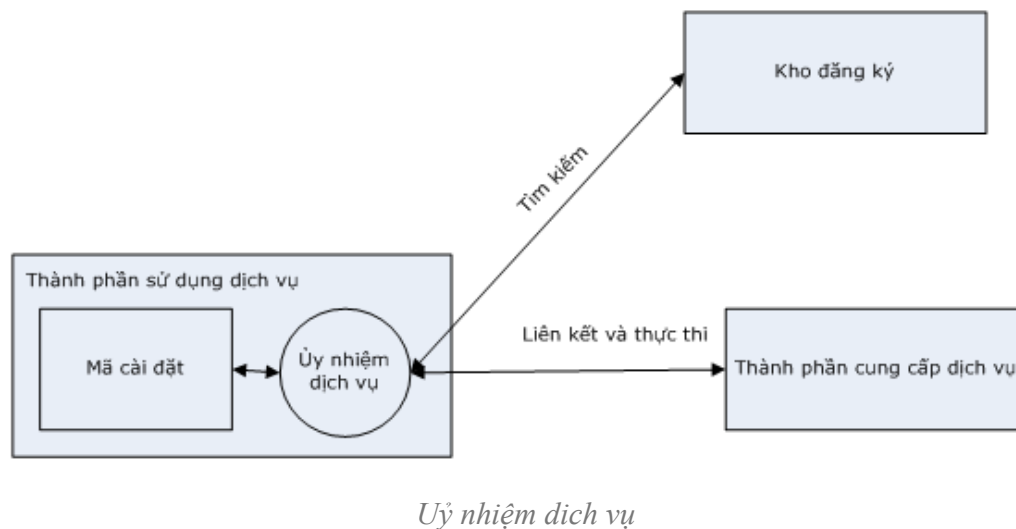 Kho đăng ký
Tìm kiếm
Thành phần sử dụng dịch vụ
Mã cài đặt
Ủy nhiệm
dịch vụ
Liên kết và thực thi
Thành phần cung cấp dịch vụ
Uỷ nhiệm dich vụ